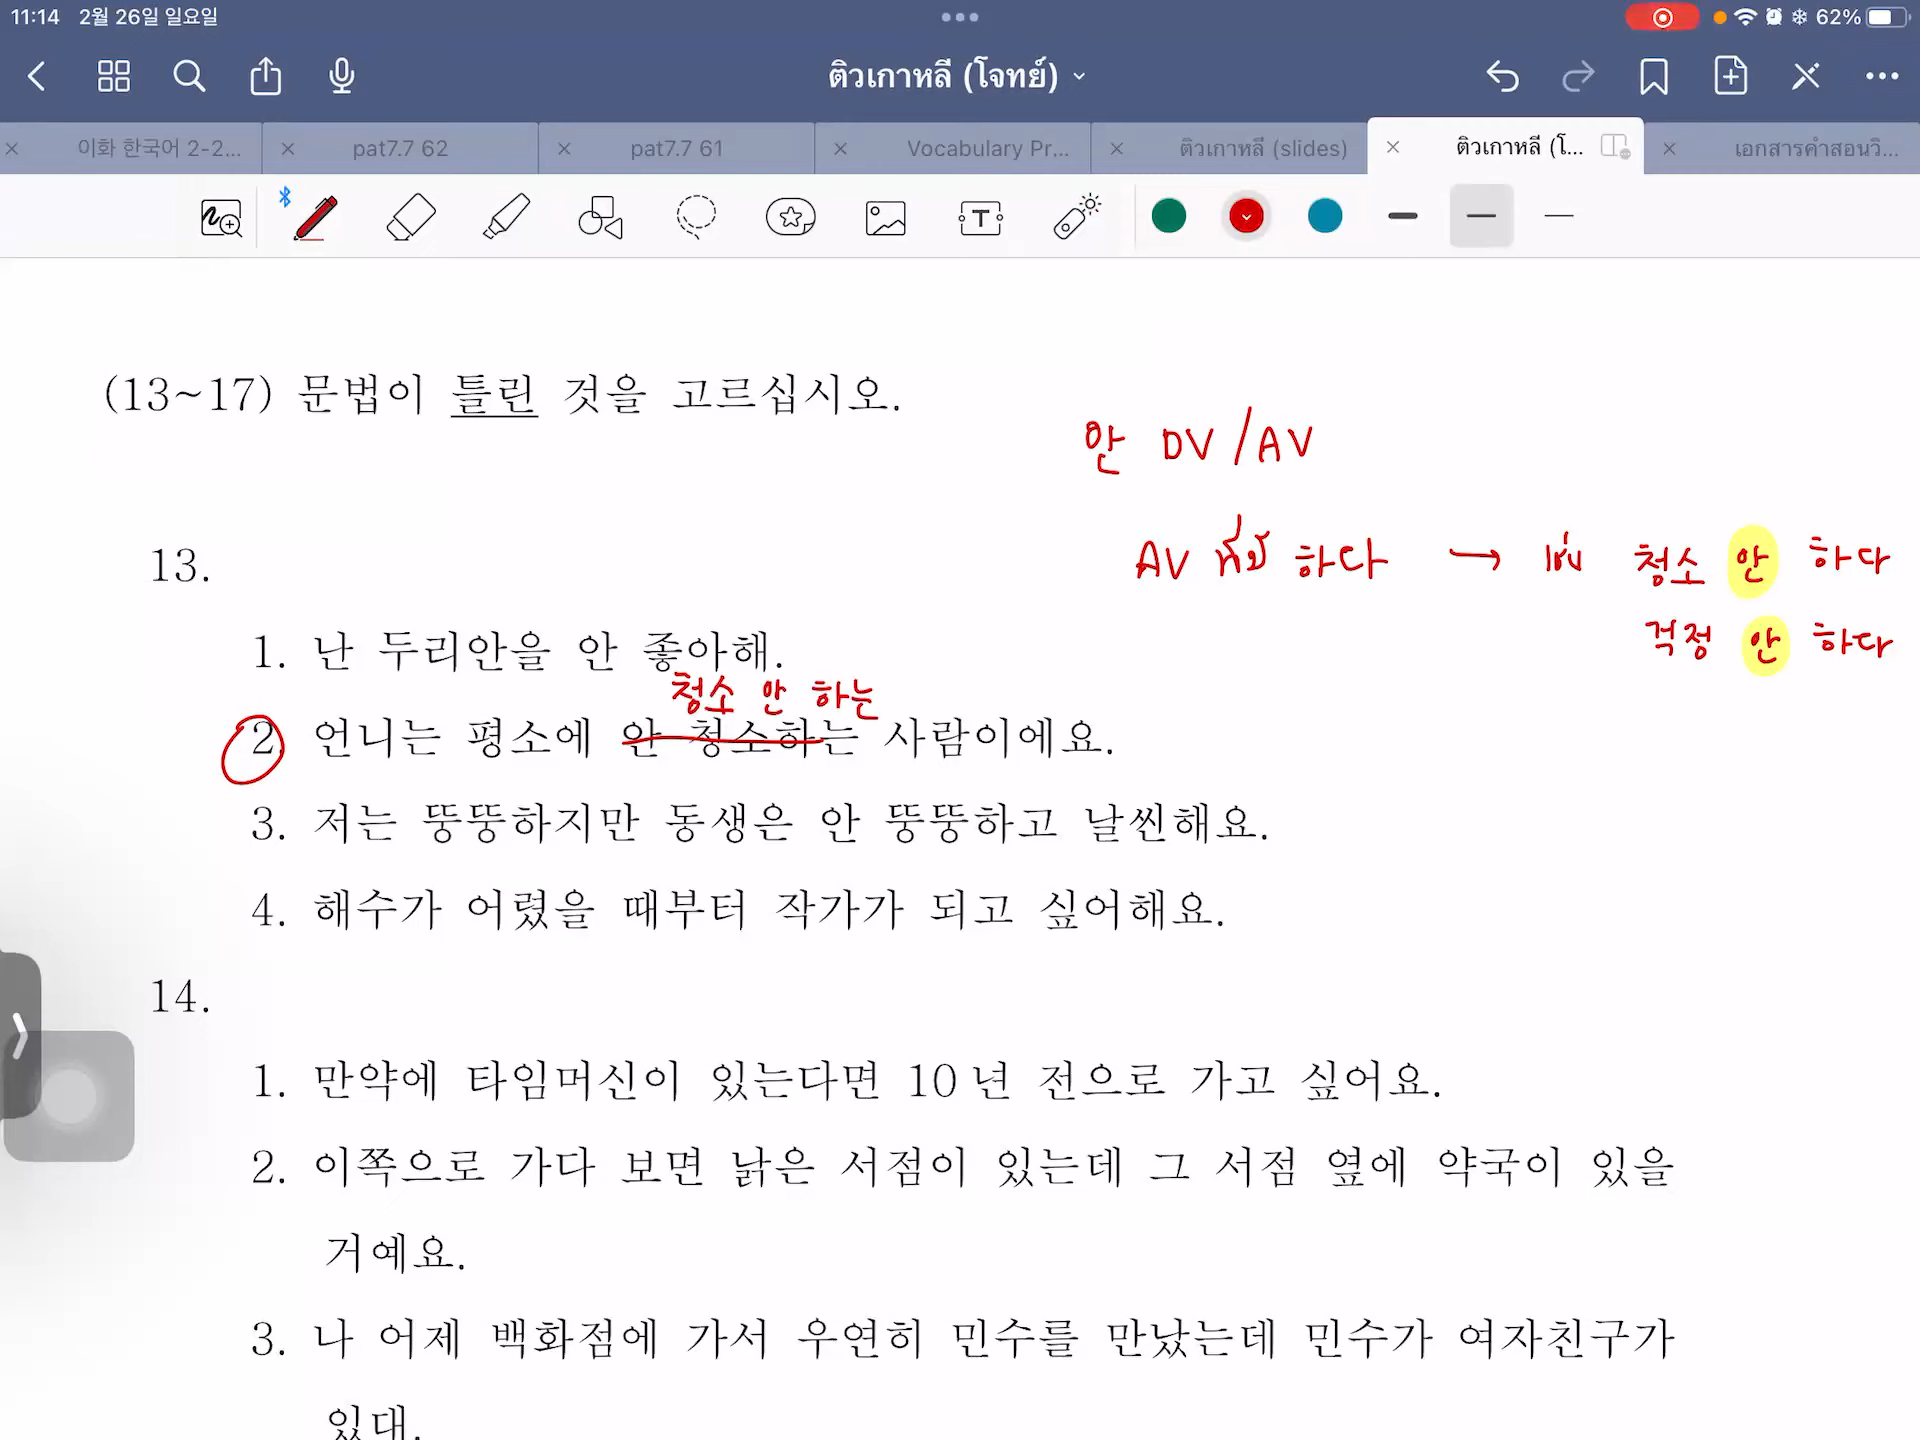 11:14 2월 26일 일요일 62%
ติวเกาหลี (โจทย์)
이화 한국어 2-2... pat7.7 62 pat7.7 61 Vocabulary Pr... ติวเกาหลี (slides) ติวเกาหลี (โ... เอกสารคำสอนวิ...
(13~17) 문법이 틀린 것을 고르십시오.
안 DV / AV
AV ที่มี 하다 → เช่น 청소 안 하다
걱정 안 하다
13.
1. 난 두리안을 안 좋아해.
청소 안 하는
2. 언니는 평소에 안 청소하는 사람이에요.
3. 저는 뚱뚱하지만 동생은 안 뚱뚱하고 날씬해요.
4. 해수가 어렸을 때부터 작가가 되고 싶어해요.
14.
1. 만약에 타임머신이 있는다면 10년 전으로 가고 싶어요.
2. 이쪽으로 가다 보면 낡은 서점이 있는데 그 서점 옆에 약국이 있을
거예요.
3. 나 어제 백화점에 가서 우연히 민수를 만났는데 민수가 여자친구가
있대.